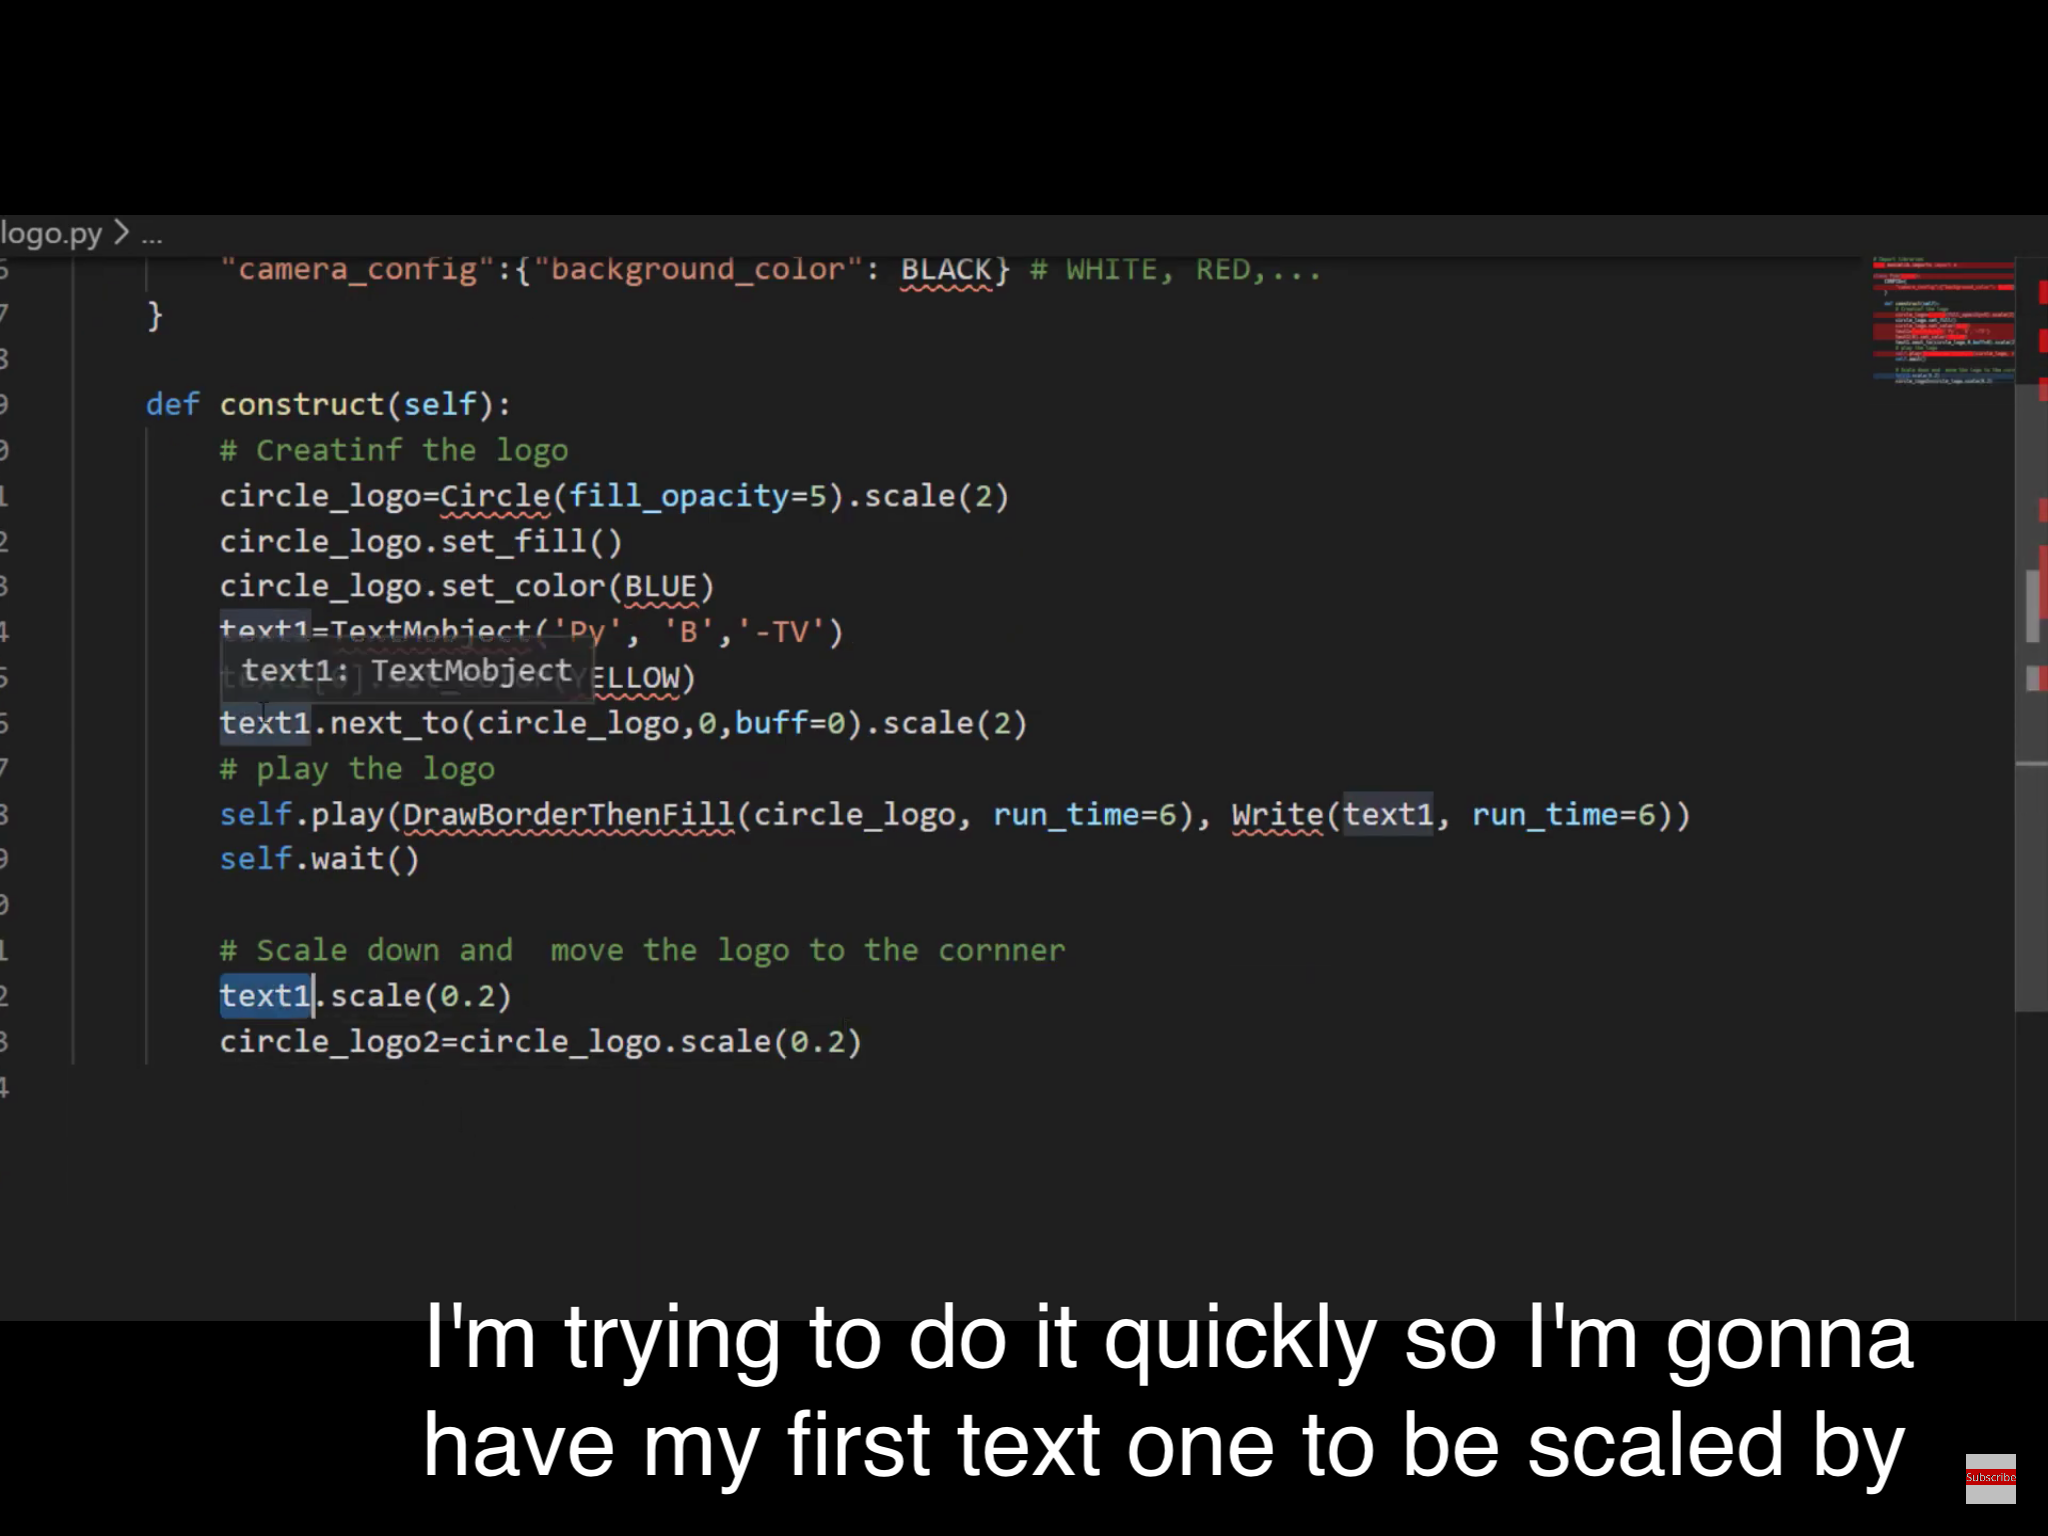 logo.py > ...
"camera_config":{"background_color": BLACK} # WHITE, RED,...
}
def construct(self):
# Creatinf the logo
circle_logo=Circle(fill_opacity=5).scale(2)
circle_logo.set_fill()
circle_logo.set_color(BLUE)
text1=TextMobject('Py', 'B','-TV')
text1: TextMobject
YELLOW)
text1.next_to(circle_logo,0,buff=0).scale(2)
# play the logo
self.play(DrawBorderThenFill(circle_logo, run_time=6), Write(text1, run_time=6))
self.wait()
# Scale down and  move the logo to the cornner
text1.scale(0.2)
circle_logo2=circle_logo.scale(0.2)
I'm trying to do it quickly so I'm gonna
have my first text one to be scaled by
Subscribe